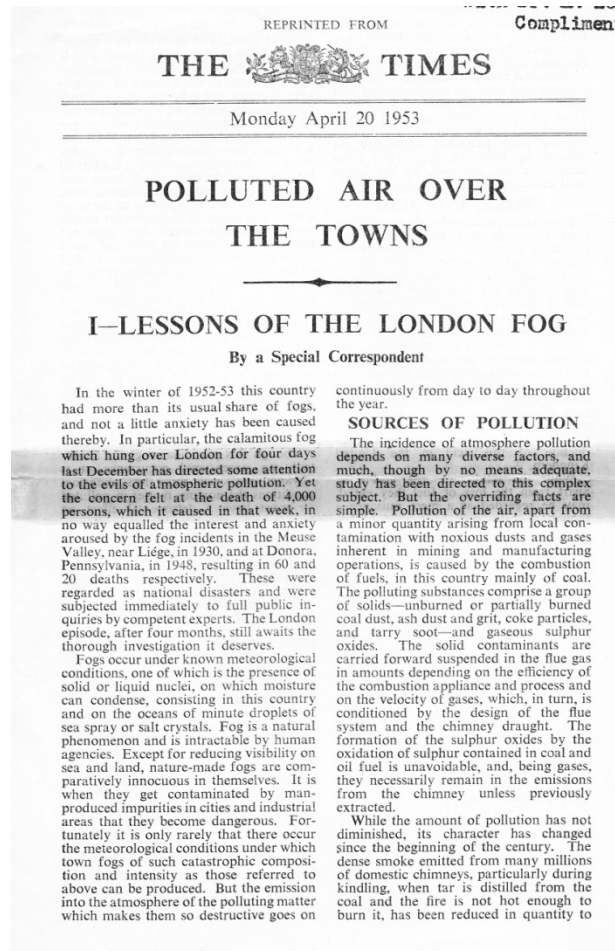 REPRINTED FROM
Complimen
THE TIMES
Monday April 20 1953
POLLUTED AIR OVER
THE TOWNS
I—LESSONS OF THE LONDON FOG
By a Special Correspondent
In the winter of 1952-53 this country
had more than its usual share of fogs,
and not a little anxiety has been caused
thereby. In particular, the calamitous fog
which hung over London for four days
last December has directed some attention
to the evils of atmospheric pollution. Yet
the concern felt at the death of 4,000
persons, which it caused in that week, in
no way equalled the interest and anxiety
aroused by the fog incidents in the Meuse
Valley, near Liége, in 1930, and at Donora,
Pennsylvania, in 1948, resulting in 60 and
20 deaths respectively. These were
regarded as national disasters and were
subjected immediately to full public in-
quiries by competent experts. The London
episode, after four months, still awaits the
thorough investigation it deserves.
Fogs occur under known meteorological
conditions, one of which is the presence of
solid or liquid nuclei, on which moisture
can condense, consisting in this country
and on the oceans of minute droplets of
sea spray or salt crystals. Fog is a natural
phenomenon and is intractable by human
agencies. Except for reducing visibility on
sea and land, nature-made fogs are com-
paratively innocuous in themselves. It is
when they get contaminated by man-
produced impurities in cities and industrial
areas that they become dangerous. For-
tunately it is only rarely that there occur
the meteorological conditions under which
town fogs of such catastrophic composi-
tion and intensity as those referred to
above can be produced. But the emission
into the atmosphere of the polluting matter
which makes them so destructive goes on
continuously from day to day throughout
the year.
SOURCES OF POLLUTION
The incidence of atmosphere pollution
depends on many diverse factors, and
much, though by no means adequate,
study has been directed to this complex
subject. But the overriding facts are
simple. Pollution of the air, apart from
a minor quantity arising from local con-
tamination with noxious dusts and gases
inherent in mining and manufacturing
operations, is caused by the combustion
of fuels, in this country mainly of coal.
The polluting substances comprise a group
of solids—unburned or partially burned
coal dust, ash dust and grit, coke particles,
and tarry soot—and gaseous sulphur
oxides. The solid contaminants are
carried forward suspended in the flue gas
in amounts depending on the efficiency of
the combustion appliance and process and
on the velocity of gases, which, in turn, is
conditioned by the design of the flue
system and the chimney draught. The
formation of the sulphur oxides by the
oxidation of sulphur contained in coal and
oil fuel is unavoidable, and, being gases,
they necessarily remain in the emissions
from the chimney unless previously
extracted.
While the amount of pollution has not
diminished, its character has changed
since the beginning of the century. The
dense smoke emitted from many millions
of domestic chimneys, particularly during
kindling, when tar is distilled from the
coal and the fire is not hot enough to
burn it, has been reduced in quantity to